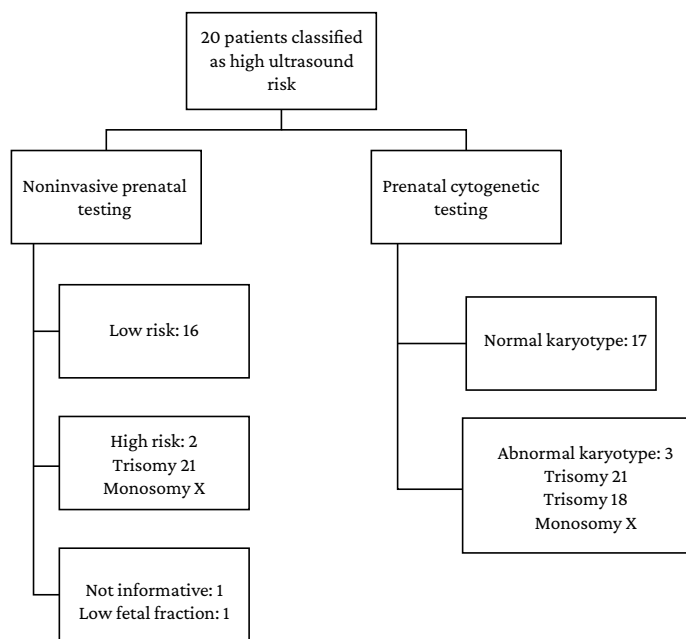 20 patients classified
as high ultrasound
risk
Noninvasive prenatal
testing
Prenatal cytogenetic
testing
Low risk: 16
Normal karyotype: 17
High risk: 2
Trisomy 21
Monosomy X
Abnormal karyotype: 3
Trisomy 21
Trisomy 18
Monosomy X
Not informative: 1
Low fetal fraction: 1